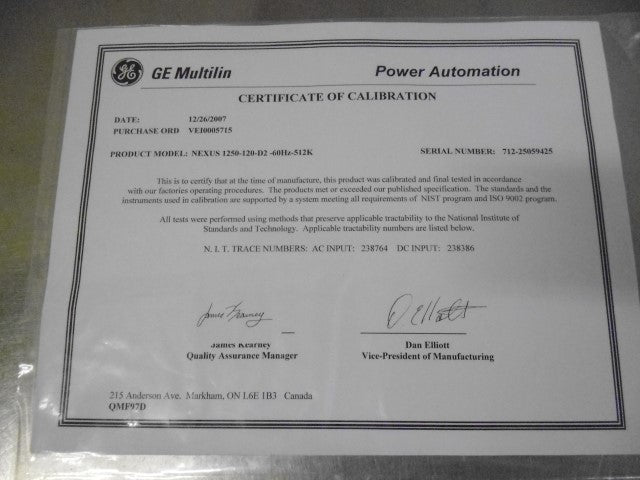 GE GE Multilin Power Automation
CERTIFICATE OF CALIBRATION
DATE: 12/26/2007
PURCHASE ORD VEI0005715
PRODUCT MODEL: NEXUS 1250-120-D2 -60Hz-512K SERIAL NUMBER: 712-25059425
This is to certify that at the time of manufacture, this product was calibrated and final tested in accordance
with our factories operating procedures. The products met or exceeded our published specification. The standards and the
instruments used in calibration are supported by a system meeting all requirements of NIST program and ISO 9002 program.
All tests were performed using methods that preserve applicable tractability to the National Institute of
Standards and Technology. Applicable tractability numbers are listed below.
N. I. T. TRACE NUMBERS: AC INPUT: 238764 DC INPUT: 238386
James Kearney D Elliott
James Kearney Dan Elliott
Quality Assurance Manager Vice-President of Manufacturing
215 Anderson Ave. Markham, ON L6E 1B3 Canada
QMF97D